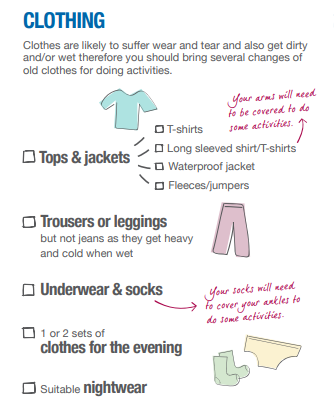 CLOTHING
Clothes are likely to suffer wear and tear and also get dirty
and/or wet therefore you should bring several changes of
old clothes for doing activities.
Your arms will need
to be covered to do
some activities.
T-shirts
Tops & jackets
Long sleeved shirt/T-shirts
Waterproof jacket
Fleeces/jumpers
Trousers or leggings
but not jeans as they get heavy
and cold when wet
Underwear & socks
Your socks will need
to cover your ankles to
do some activities.
1 or 2 sets of
clothes for the evening
Suitable nightwear